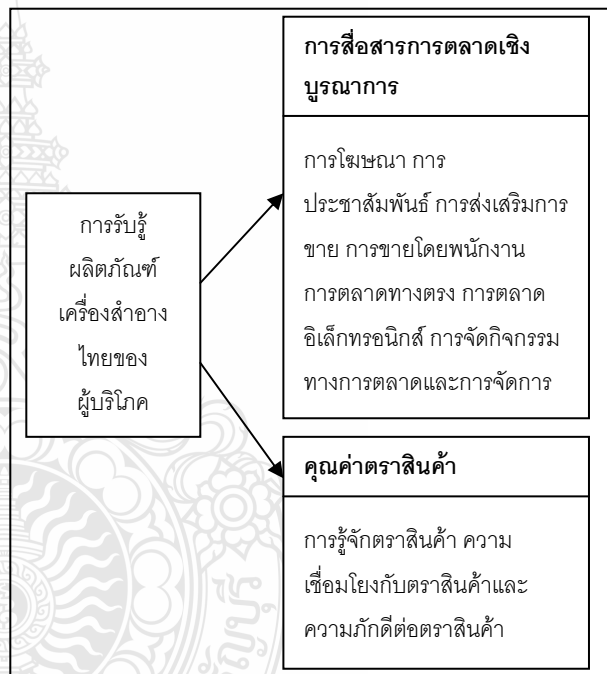 การรับรู้
ผลิตภัณฑ์
เครื่องสำอาง
ไทยของ
ผู้บริโภค
การสื่อสารการตลาดเชิง
บูรณาการ
การโฆษณา การ
ประชาสัมพันธ์ การส่งเสริมการ
ขาย การขายโดยพนักงาน
การตลาดทางตรง การตลาด
อิเล็กทรอนิกส์ การจัดกิจกรรม
ทางการตลาดและการจัดการ
คุณค่าตราสินค้า
การรู้จักตราสินค้า ความ
เชื่อมโยงกับตราสินค้าและ
ความภักดีต่อตราสินค้า